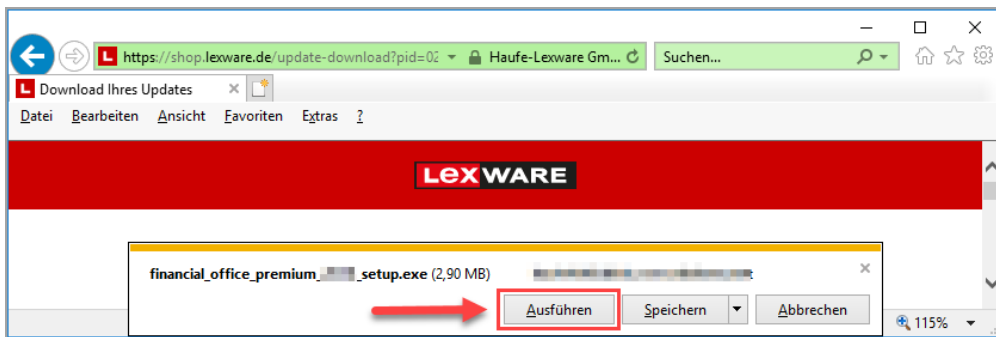 https://shop.lexware.de/update-download?pid=02 Haufe-Lexware Gm... Suchen...
L Download Ihres Updates
Datei Bearbeiten Ansicht Favoriten Extras ?
LEXWARE
financial_office_premium_ _setup.exe (2,90 MB)
Ausführen Speichern Abbrechen
115%